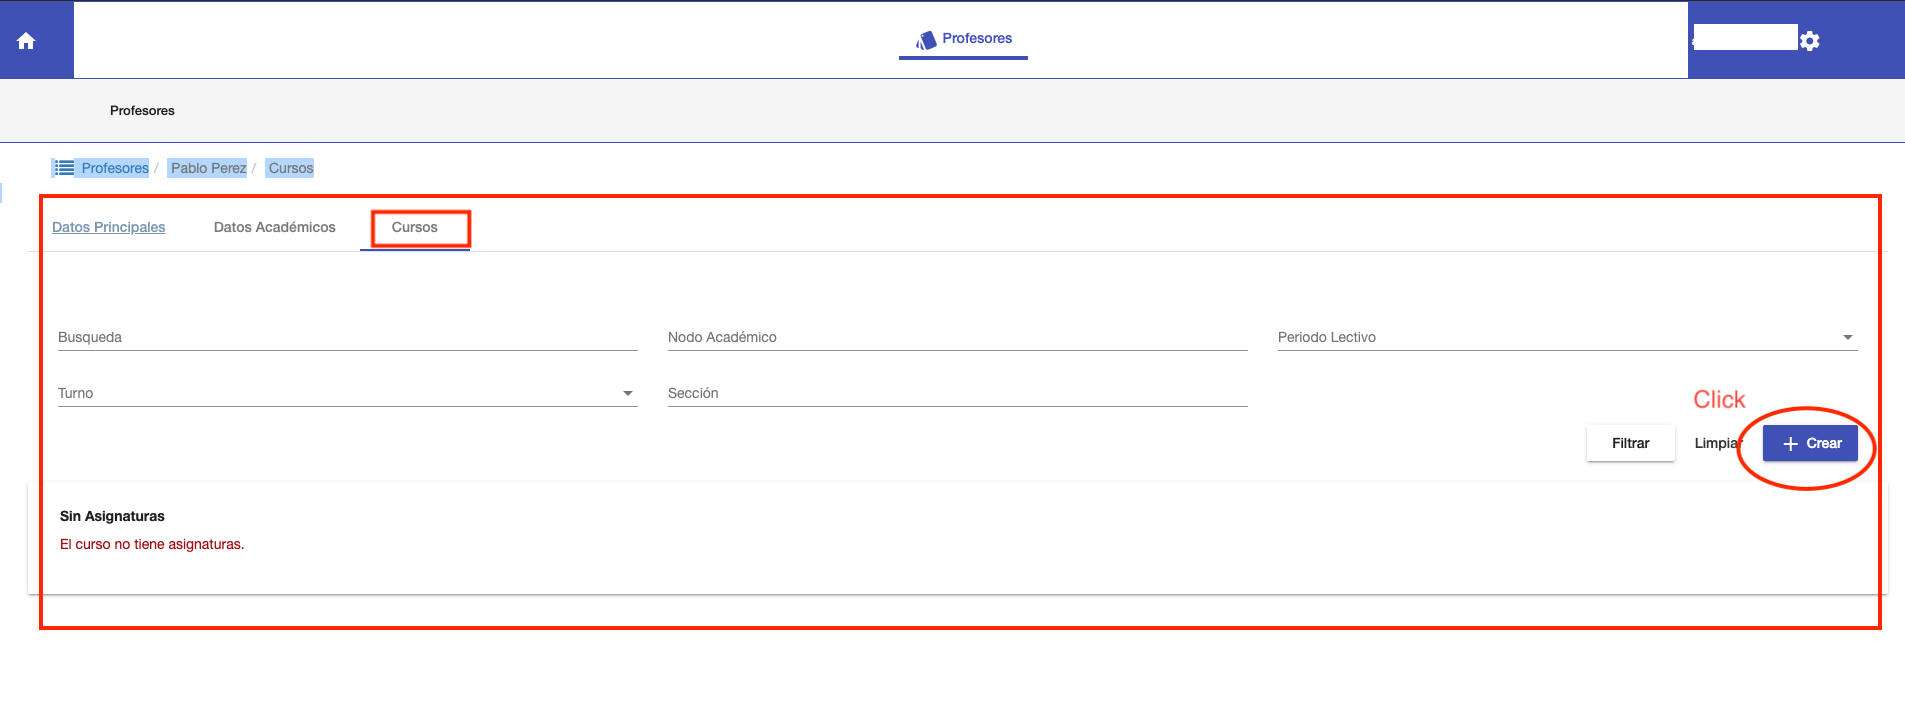 Profesores
Profesores
Profesores / Pablo Perez / Cursos
Datos Principales Datos Académicos Cursos
Busqueda Nodo Académico Periodo Lectivo
Turno Sección
Click
Filtrar Limpiar + Crear
Sin Asignaturas
El curso no tiene asignaturas.